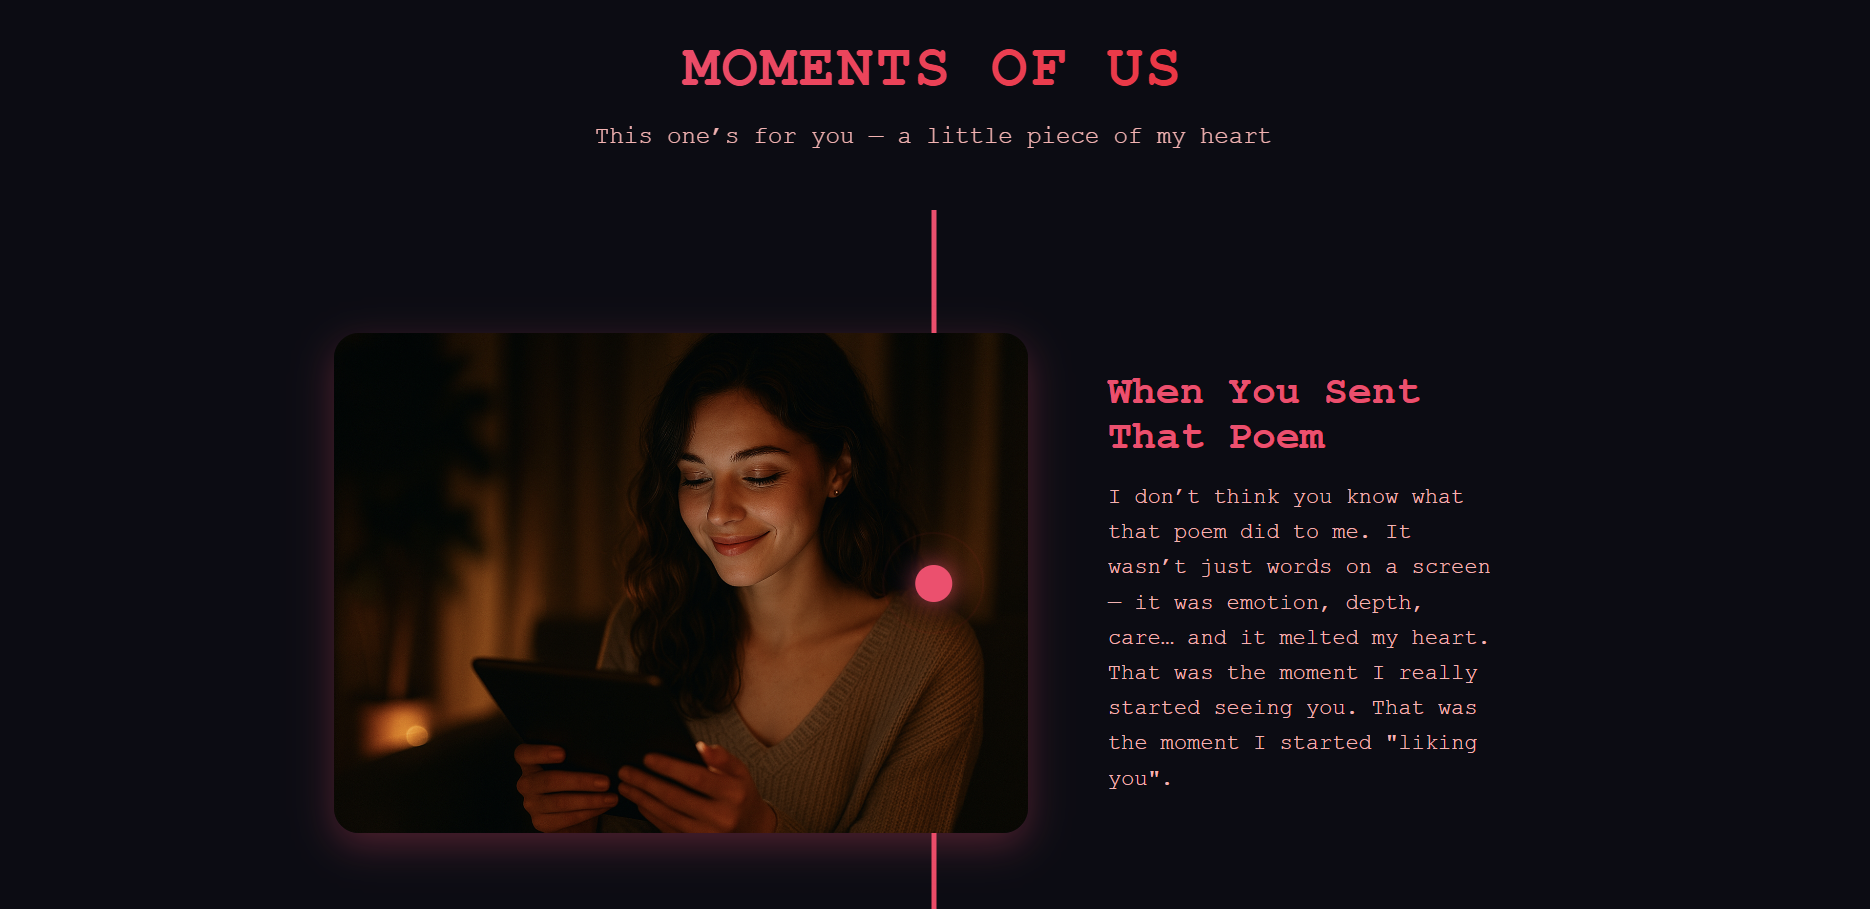 MOMENTS OF US
This one’s for you — a little piece of my heart
When You Sent
That Poem
I don’t think you know what
that poem did to me. It
wasn’t just words on a screen
— it was emotion, depth,
care… and it melted my heart.
That was the moment I really
started seeing you. That was
the moment I started "liking
you".